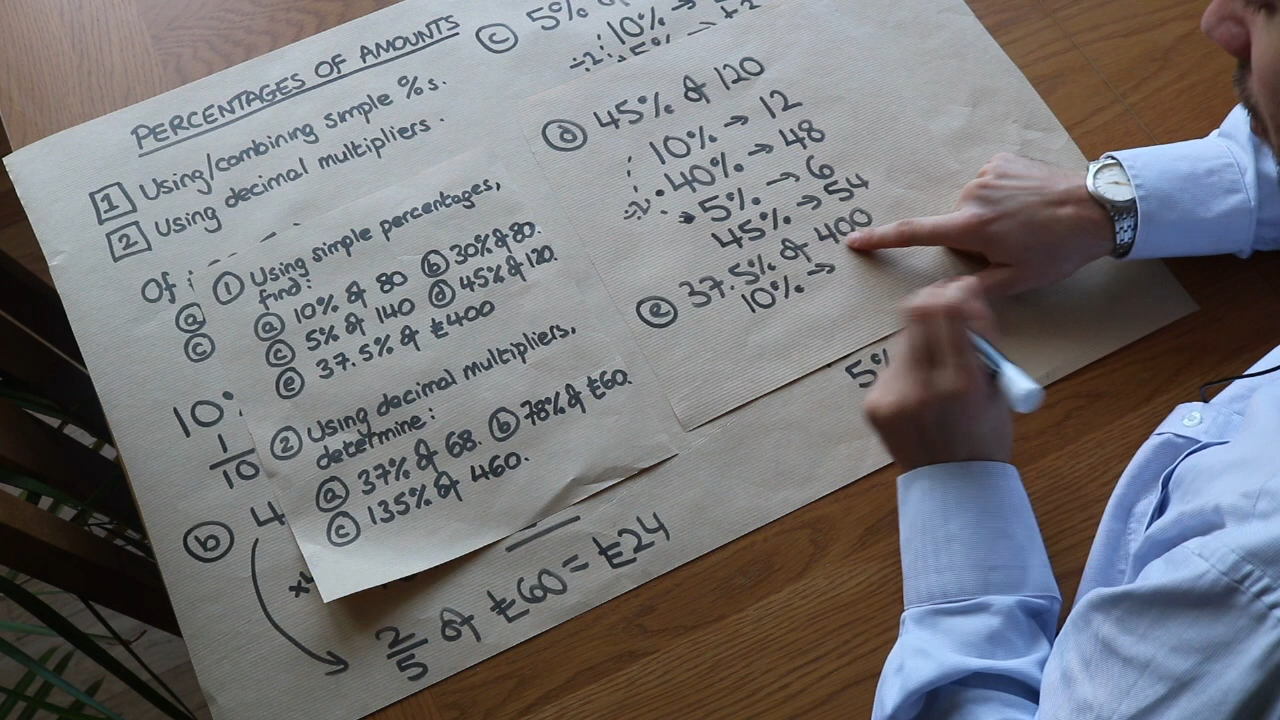 PERCENTAGES OF AMOUNTS
1 Using/combining simple %s.
2 Using decimal multipliers.
Of
a
c
10
1/10
b 4
2/5 of £60 = £24
1 Using simple percentages,
find:
a 10% of 80 b 30% of 80.
c 5% of 140 d 45% of 120.
e 37.5% of £400
2 Using decimal multipliers,
determine:
a 37% of 68. b 78% of £60.
c 135% of 460.
c 5%
10% →
÷2 5% →
d 45% of 120
10% → 12
40% → 48
÷2 5% → 6
45% → 54
e 37.5% of 400
10% →
5%